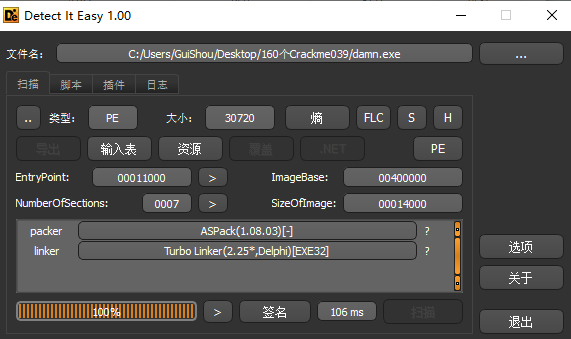 Detect It Easy 1.00
文件名: C:/Users/GuiShou/Desktop/160个Crackme039/damn.exe ...
扫描 脚本 插件 日志
.. 类型: PE 大小: 30720 熵 FLC S H
导出 输入表 资源 覆盖 .NET PE
EntryPoint: 00011000 > ImageBase: 00400000
NumberOfSections: 0007 > SizeOfImage: 00014000
packer ASPack(1.08.03)[-] ?
linker Turbo Linker(2.25*,Delphi)[EXE32] ?
选项
关于
100% > 签名 106 ms 扫描 退出